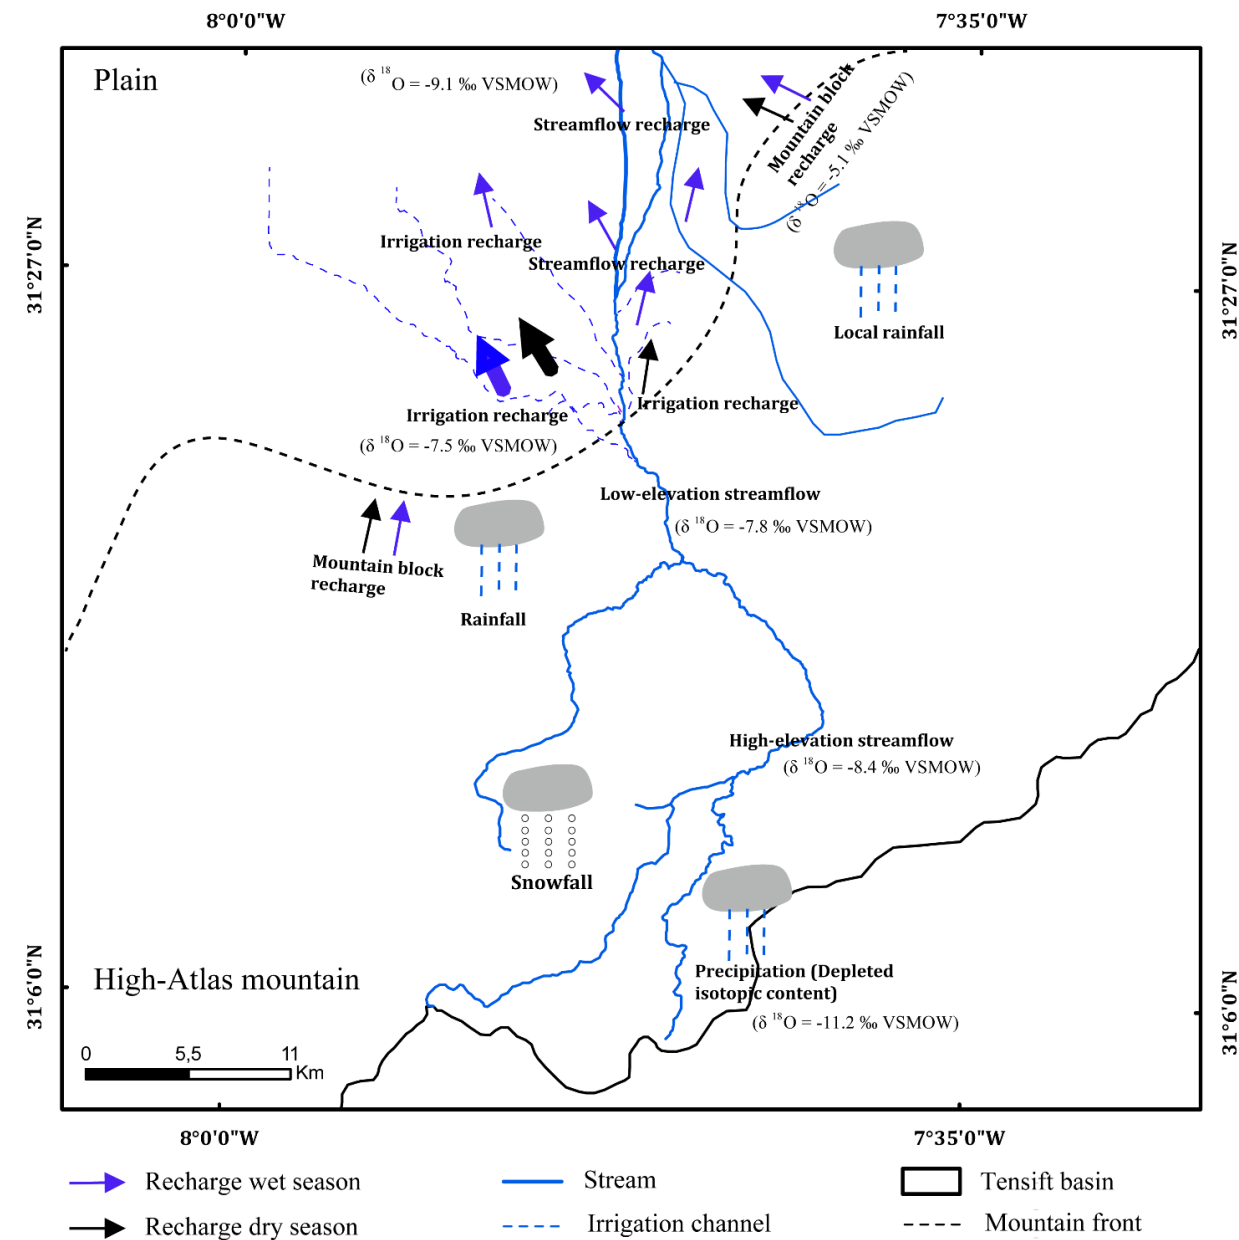 8°0'0"W
7°35'0"W
Plain
(δ 18O = -9.1 ‰ VSMOW)
Streamflow recharge
Mountain block
recharge
(δ 18O = -5.1 ‰ VSMOW)
31°27'0"N
31°27'0"N
Irrigation recharge
Streamflow recharge
Local rainfall
Irrigation recharge
Irrigation recharge
(δ 18O = -7.5 ‰ VSMOW)
Low-elevation streamflow
(δ 18O = -7.8 ‰ VSMOW)
Mountain block
recharge
Rainfall
High-elevation streamflow
(δ 18O = -8.4 ‰ VSMOW)
Snowfall
Precipitation (Depleted
isotopic content)
(δ 18O = -11.2 ‰ VSMOW)
High-Atlas mountain
31°6'0"N
31°6'0"N
0 5,5 11
Km
8°0'0"W
7°35'0"W
Recharge wet season
Stream
Tensift basin
Recharge dry season
Irrigation channel
Mountain front